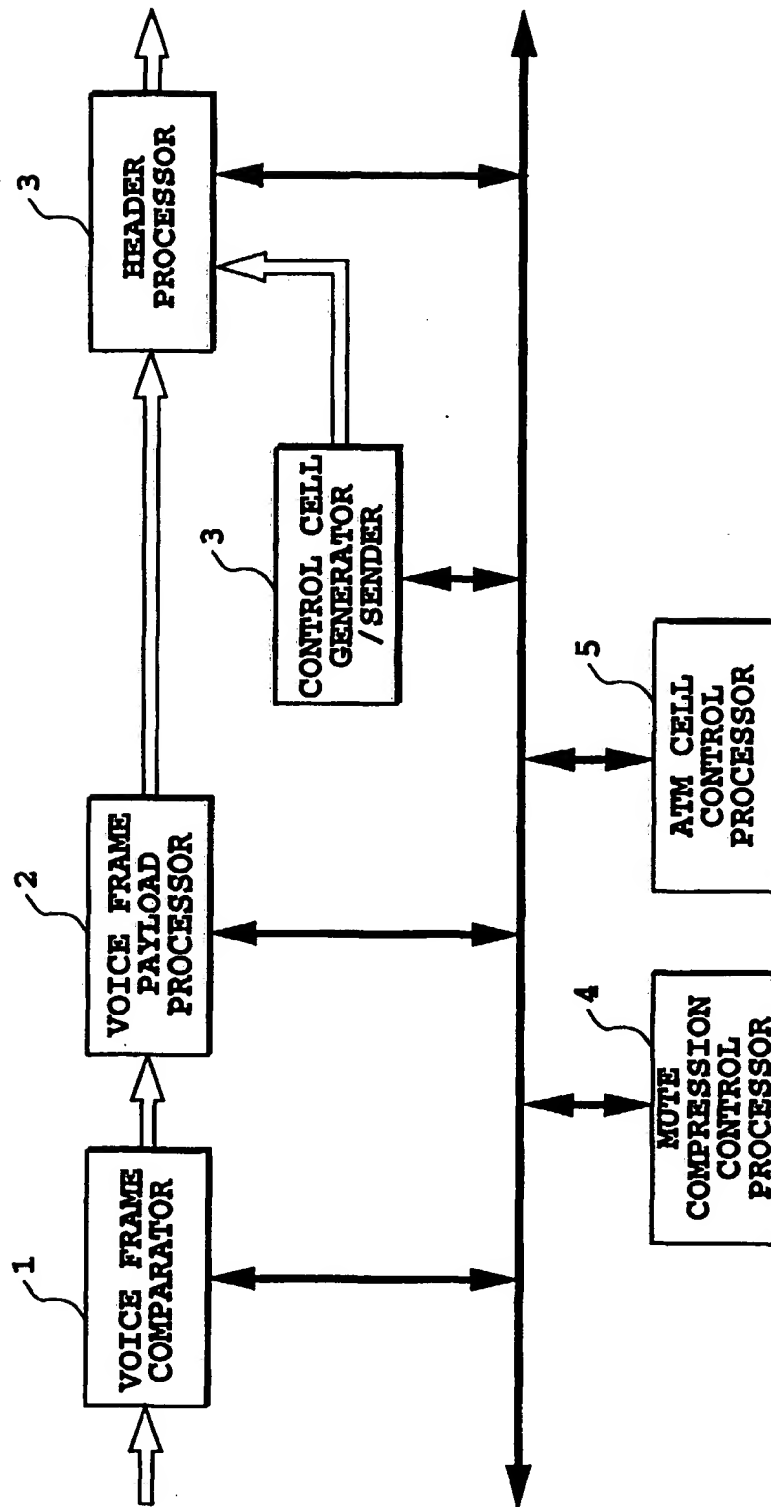 1
VOICE FRAME
COMPARATOR
2
VOICE FRAME
PAYLOAD
PROCESSOR
3
HEADER
PROCESSOR
3
CONTROL CELL
GENERATOR
/SENDER
4
MUTE
COMPRESSION
CONTROL
PROCESSOR
5
ATM CELL
CONTROL
PROCESSOR